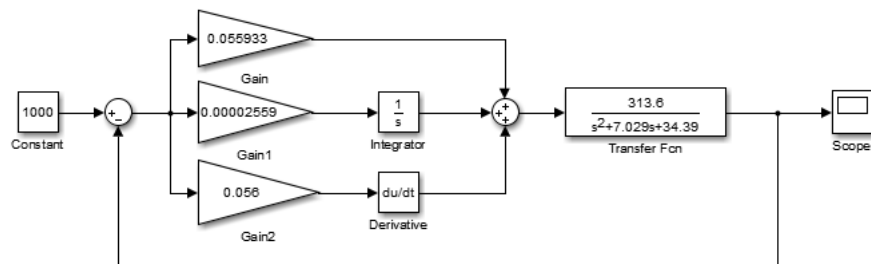 0.055933
Gain
1000
Constant
+
−
0.00002559
Gain1
1
s
Integrator
+
+
+
313.6
s²+7.029s+34.39
Transfer Fcn
Scope
0.056
Gain2
du/dt
Derivative